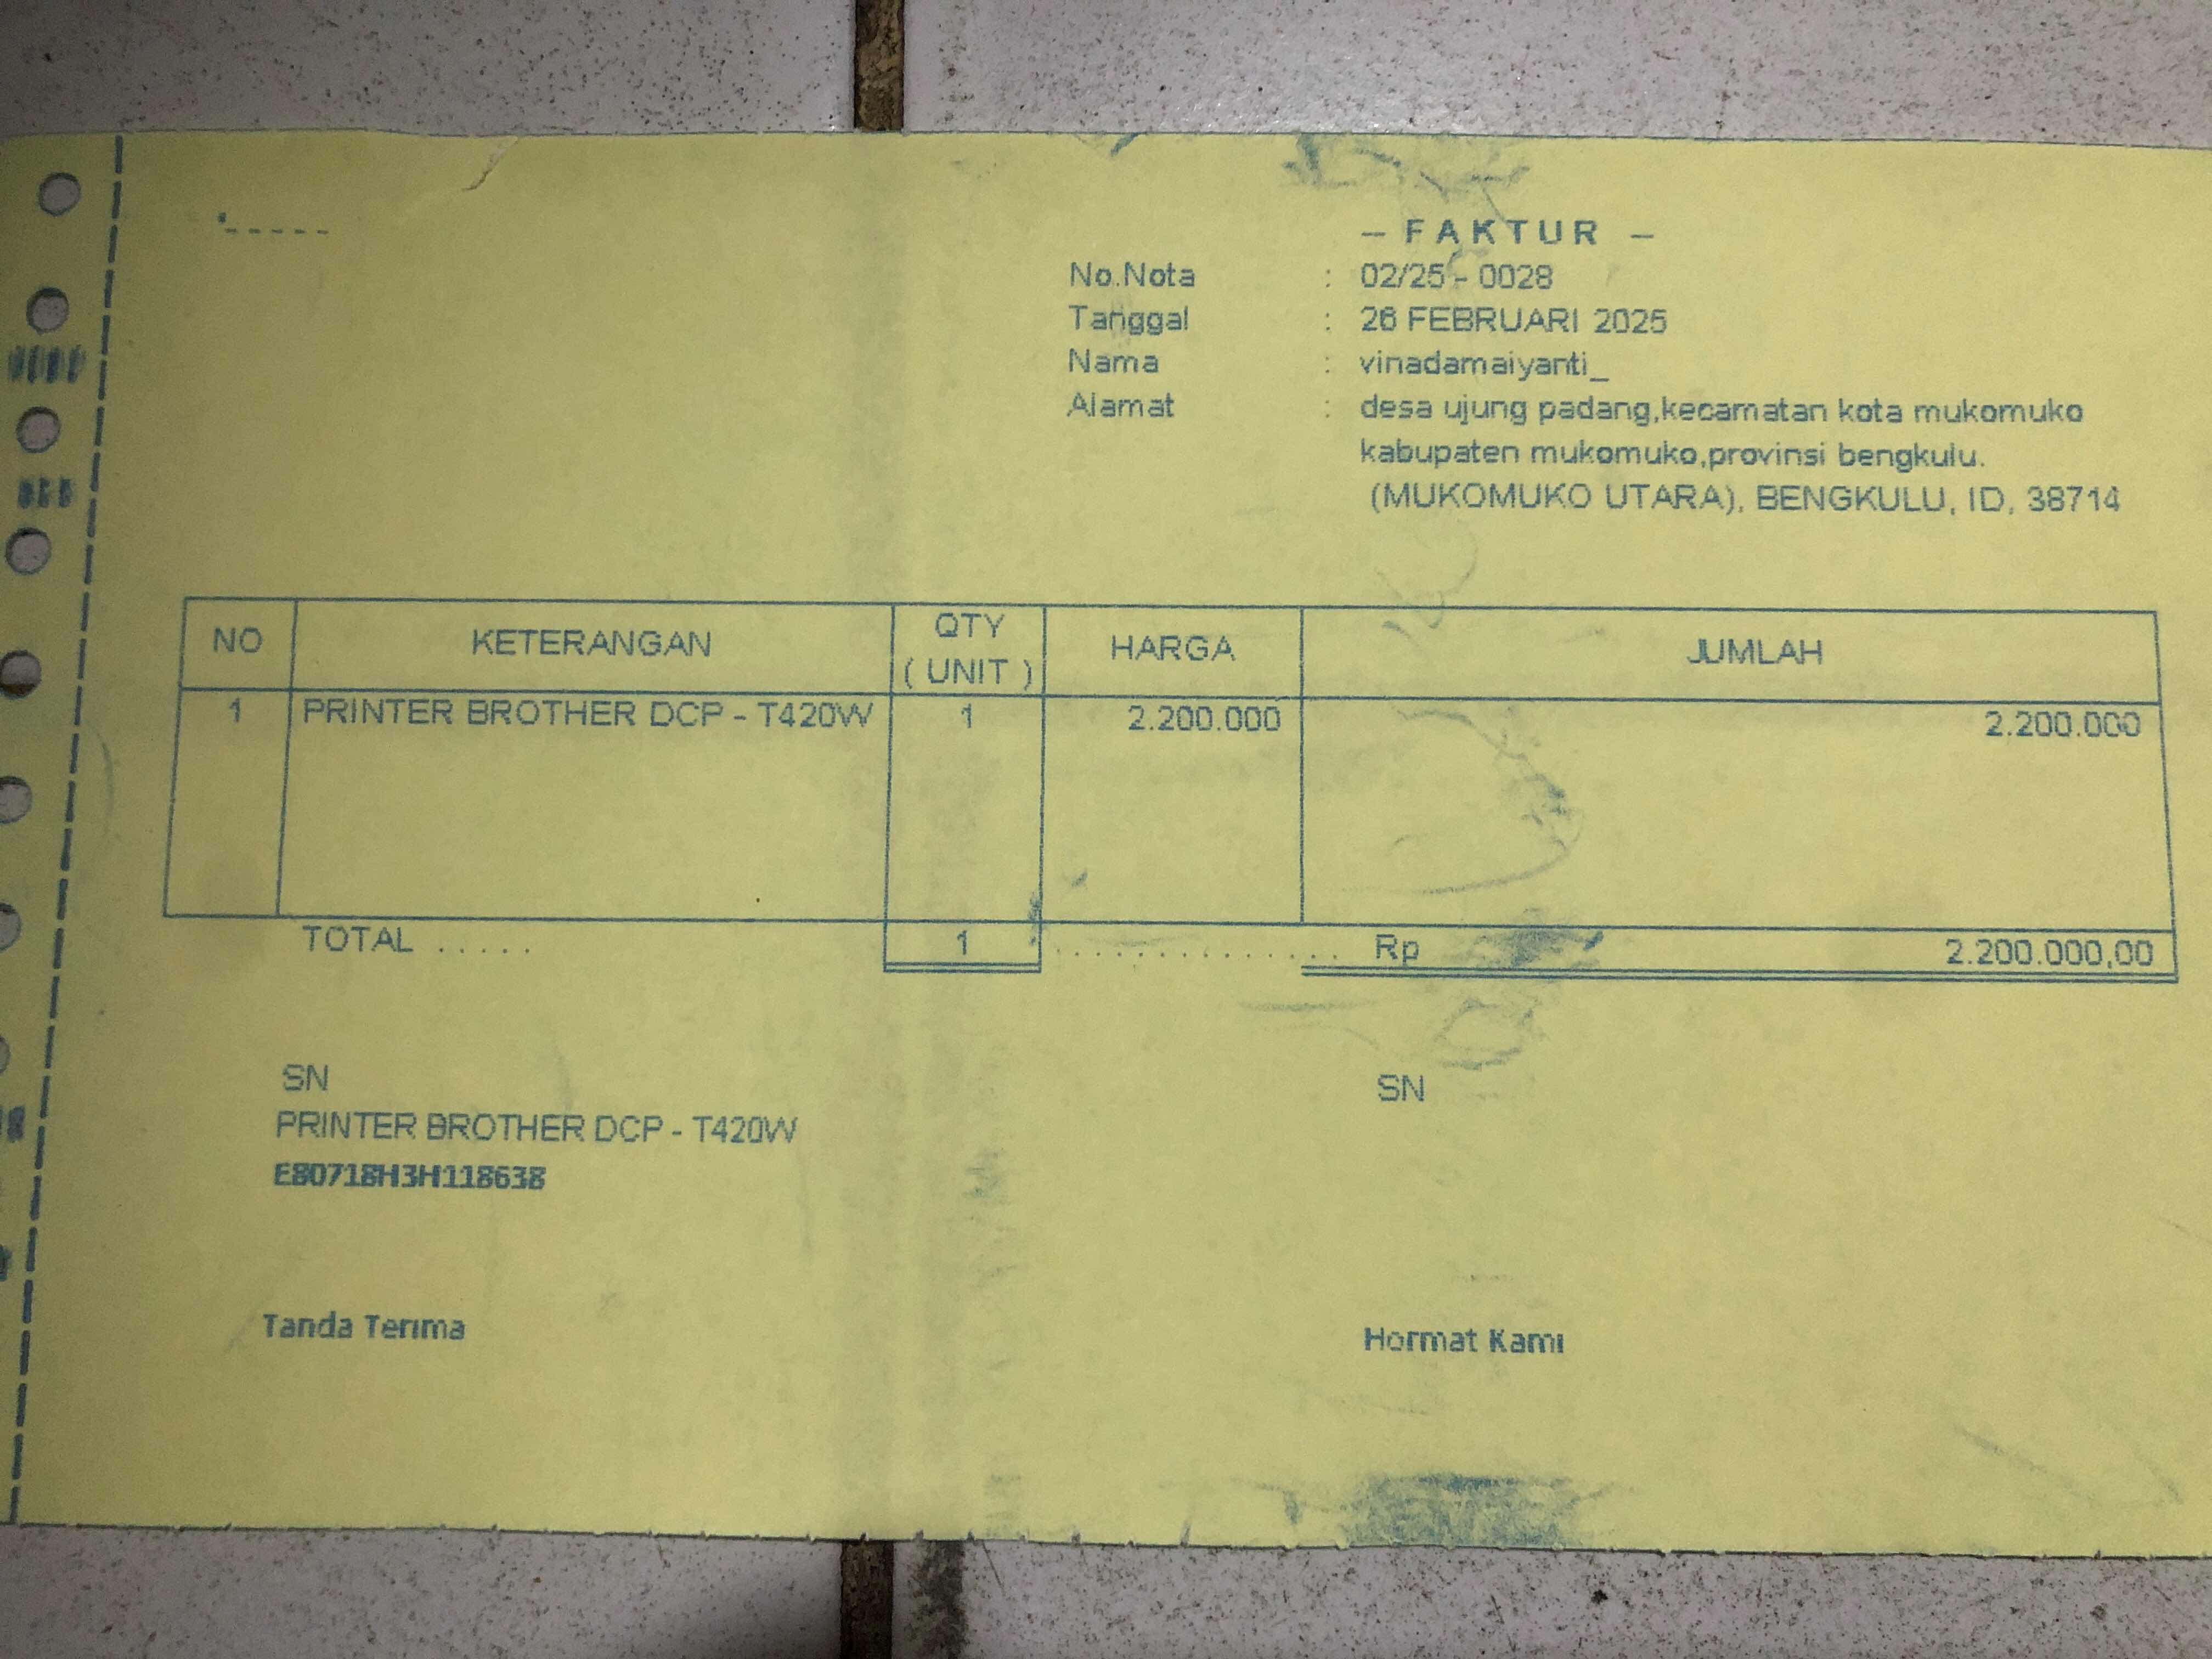 – FAKTUR –
No.Nota : 02/25 - 0028
Tanggal : 26 FEBRUARI 2025
Nama : vinadamaiyanti_
Alamat : desa ujung padang,kecamatan kota mukomuko
kabupaten mukomuko,provinsi bengkulu.
(MUKOMUKO UTARA), BENGKULU, ID, 38714
NO KETERANGAN QTY ( UNIT ) HARGA JUMLAH
1 PRINTER BROTHER DCP - T420W 1 2.200.000 2.200.000
TOTAL ..... 1 .............. Rp 2.200.000,00
SN SN
PRINTER BROTHER DCP - T420W
E80718H3H118638
Tanda Terima Hormat Kami